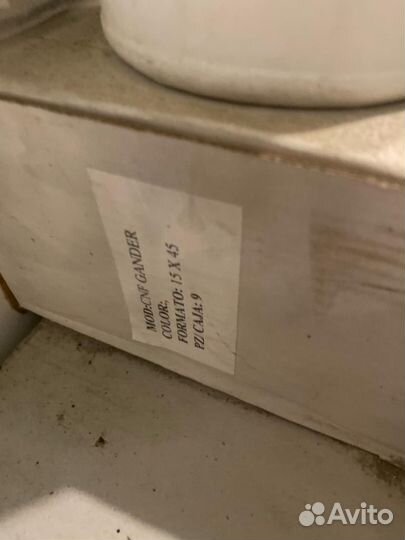 MOD:CNF GANDER
COLOR:.
FORMATO: 15 X 45
PZ/CAJA: 9
Avito